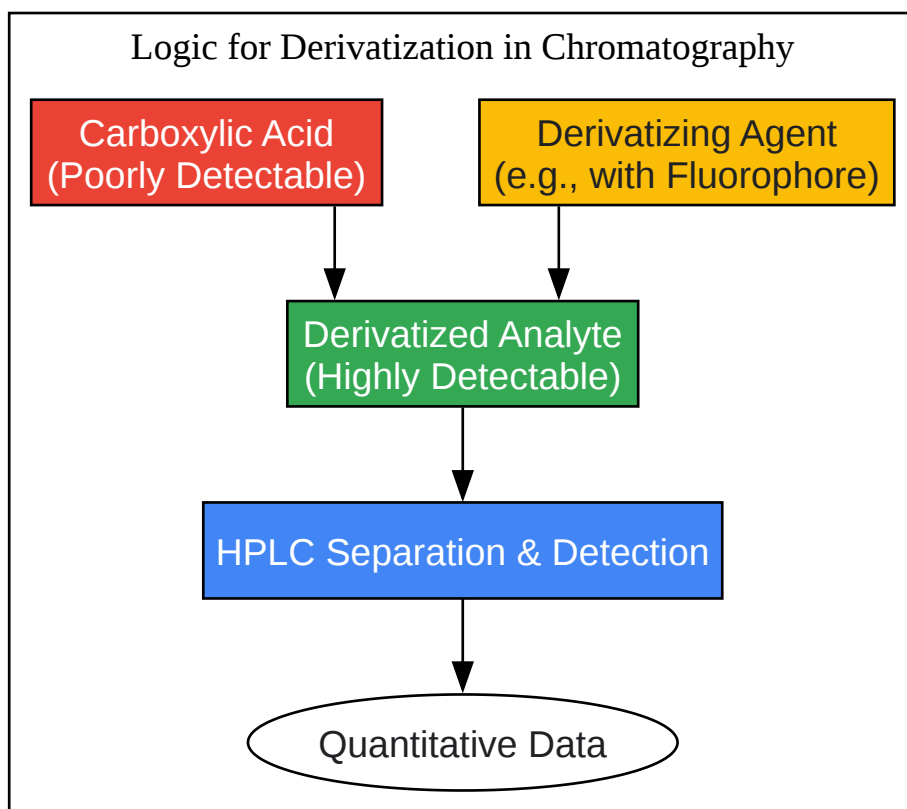 Logic for Derivatization in Chromatography
Carboxylic Acid
(Poorly Detectable)
Derivatizing Agent
(e.g., with Fluorophore)
Derivatized Analyte
(Highly Detectable)
HPLC Separation & Detection
Quantitative Data